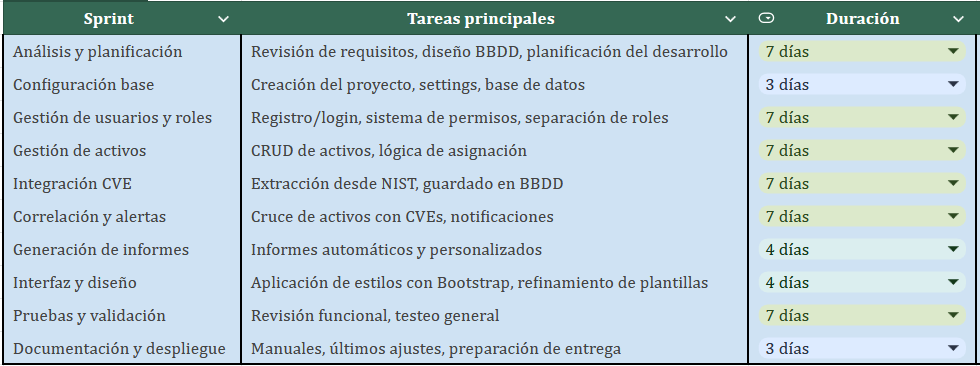 Sprint Tareas principales Duración
Análisis y planificación Revisión de requisitos, diseño BBDD, planificación del desarrollo 7 días
Configuración base Creación del proyecto, settings, base de datos 3 días
Gestión de usuarios y roles Registro/login, sistema de permisos, separación de roles 7 días
Gestión de activos CRUD de activos, lógica de asignación 7 días
Integración CVE Extracción desde NIST, guardado en BBDD 7 días
Correlación y alertas Cruce de activos con CVEs, notificaciones 7 días
Generación de informes Informes automáticos y personalizados 4 días
Interfaz y diseño Aplicación de estilos con Bootstrap, refinamiento de plantillas 4 días
Pruebas y validación Revisión funcional, testeo general 7 días
Documentación y despliegue Manuales, últimos ajustes, preparación de entrega 3 días